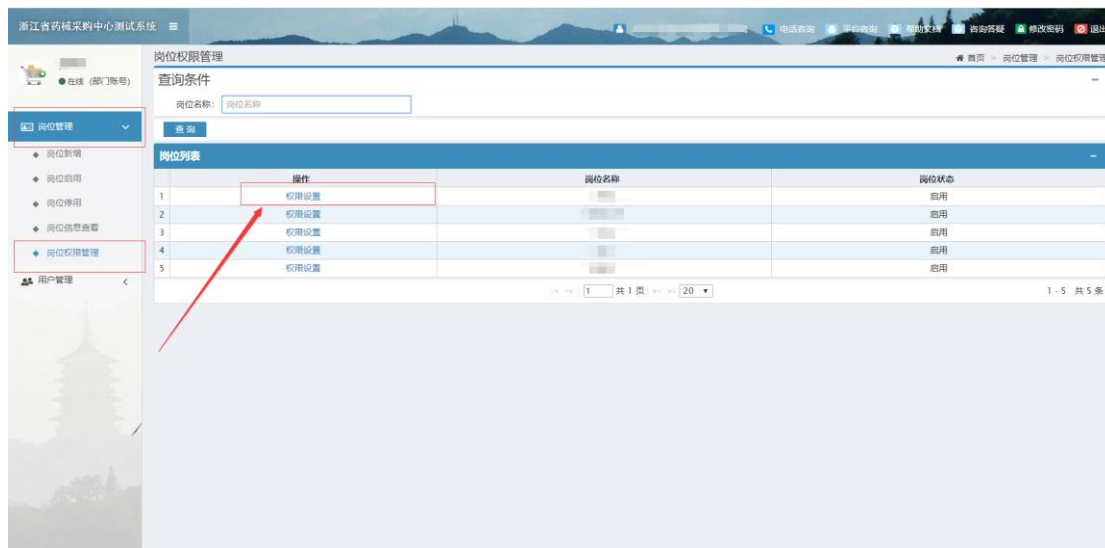 浙江省药械采购中心测试系统
电话咨询 平台咨询 帮助文档 咨询答疑 修改密码 退出
岗位权限管理 首页 > 岗位管理 > 岗位权限管理
在线 (部门账号)
查询条件
岗位名称: 岗位名称
查询
岗位管理
岗位新增
岗位启用
岗位停用
岗位信息查看
岗位权限管理
用户管理
岗位列表
操作 岗位名称 岗位状态
1 权限设置 启用
2 权限设置 启用
3 权限设置 启用
4 权限设置 启用
5 权限设置 启用
1 共 1 页 20 1 - 5 共 5 条